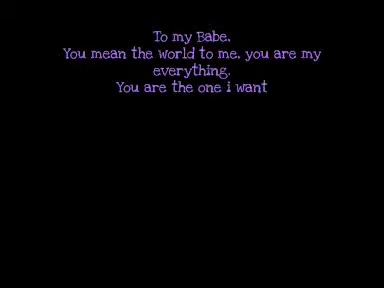 To my Babe,
You mean the world to me, you are my
everything.
You are the one i want